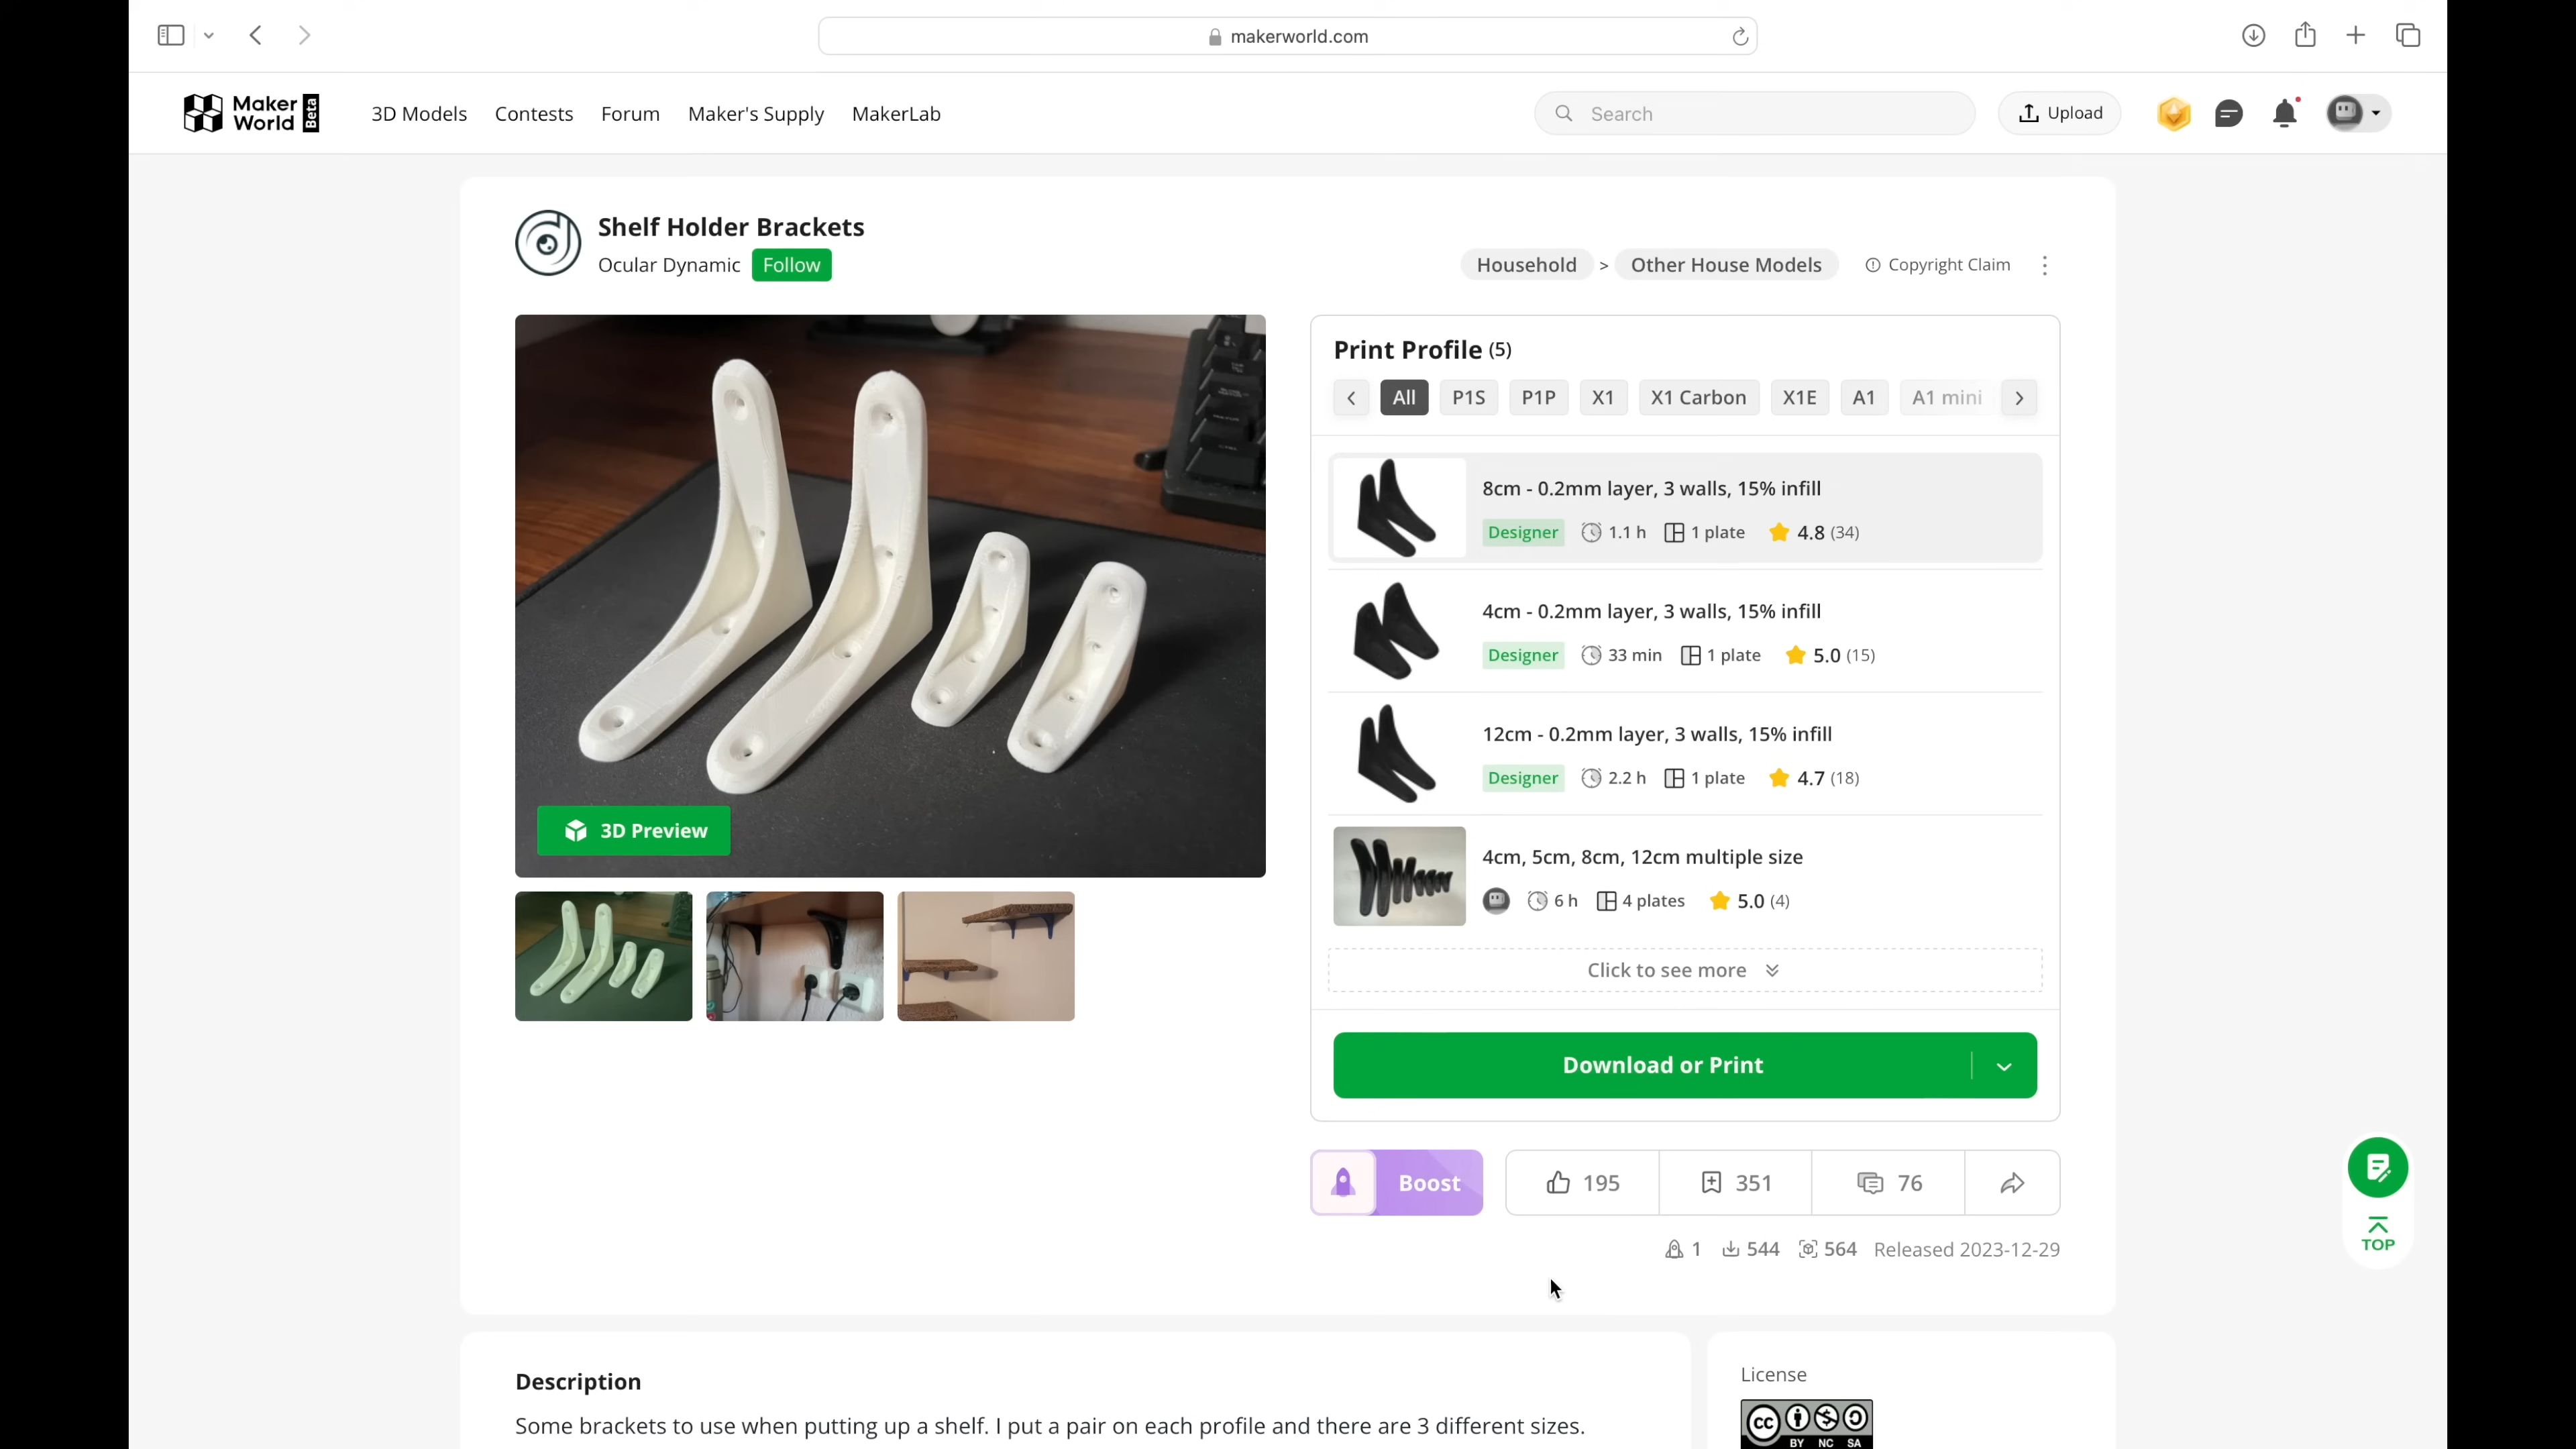 makerworld.com
Maker World Beta
3D Models Contests Forum Maker's Supply MakerLab
Search
Upload
Shelf Holder Brackets
Ocular Dynamic Follow
Household > Other House Models Copyright Claim
3D Preview
Print Profile (5)
All P1S P1P X1 X1 Carbon X1E A1 A1 mini
8cm - 0.2mm layer, 3 walls, 15% infill
Designer 1.1 h 1 plate 4.8 (34)
4cm - 0.2mm layer, 3 walls, 15% infill
Designer 33 min 1 plate 5.0 (15)
12cm - 0.2mm layer, 3 walls, 15% infill
Designer 2.2 h 1 plate 4.7 (18)
4cm, 5cm, 8cm, 12cm multiple size
6 h 4 plates 5.0 (4)
Click to see more
Download or Print
Boost 195 351 76
1 544 564 Released 2023-12-29
TOP
Description
Some brackets to use when putting up a shelf. I put a pair on each profile and there are 3 different sizes.
License
cc BY NC SA